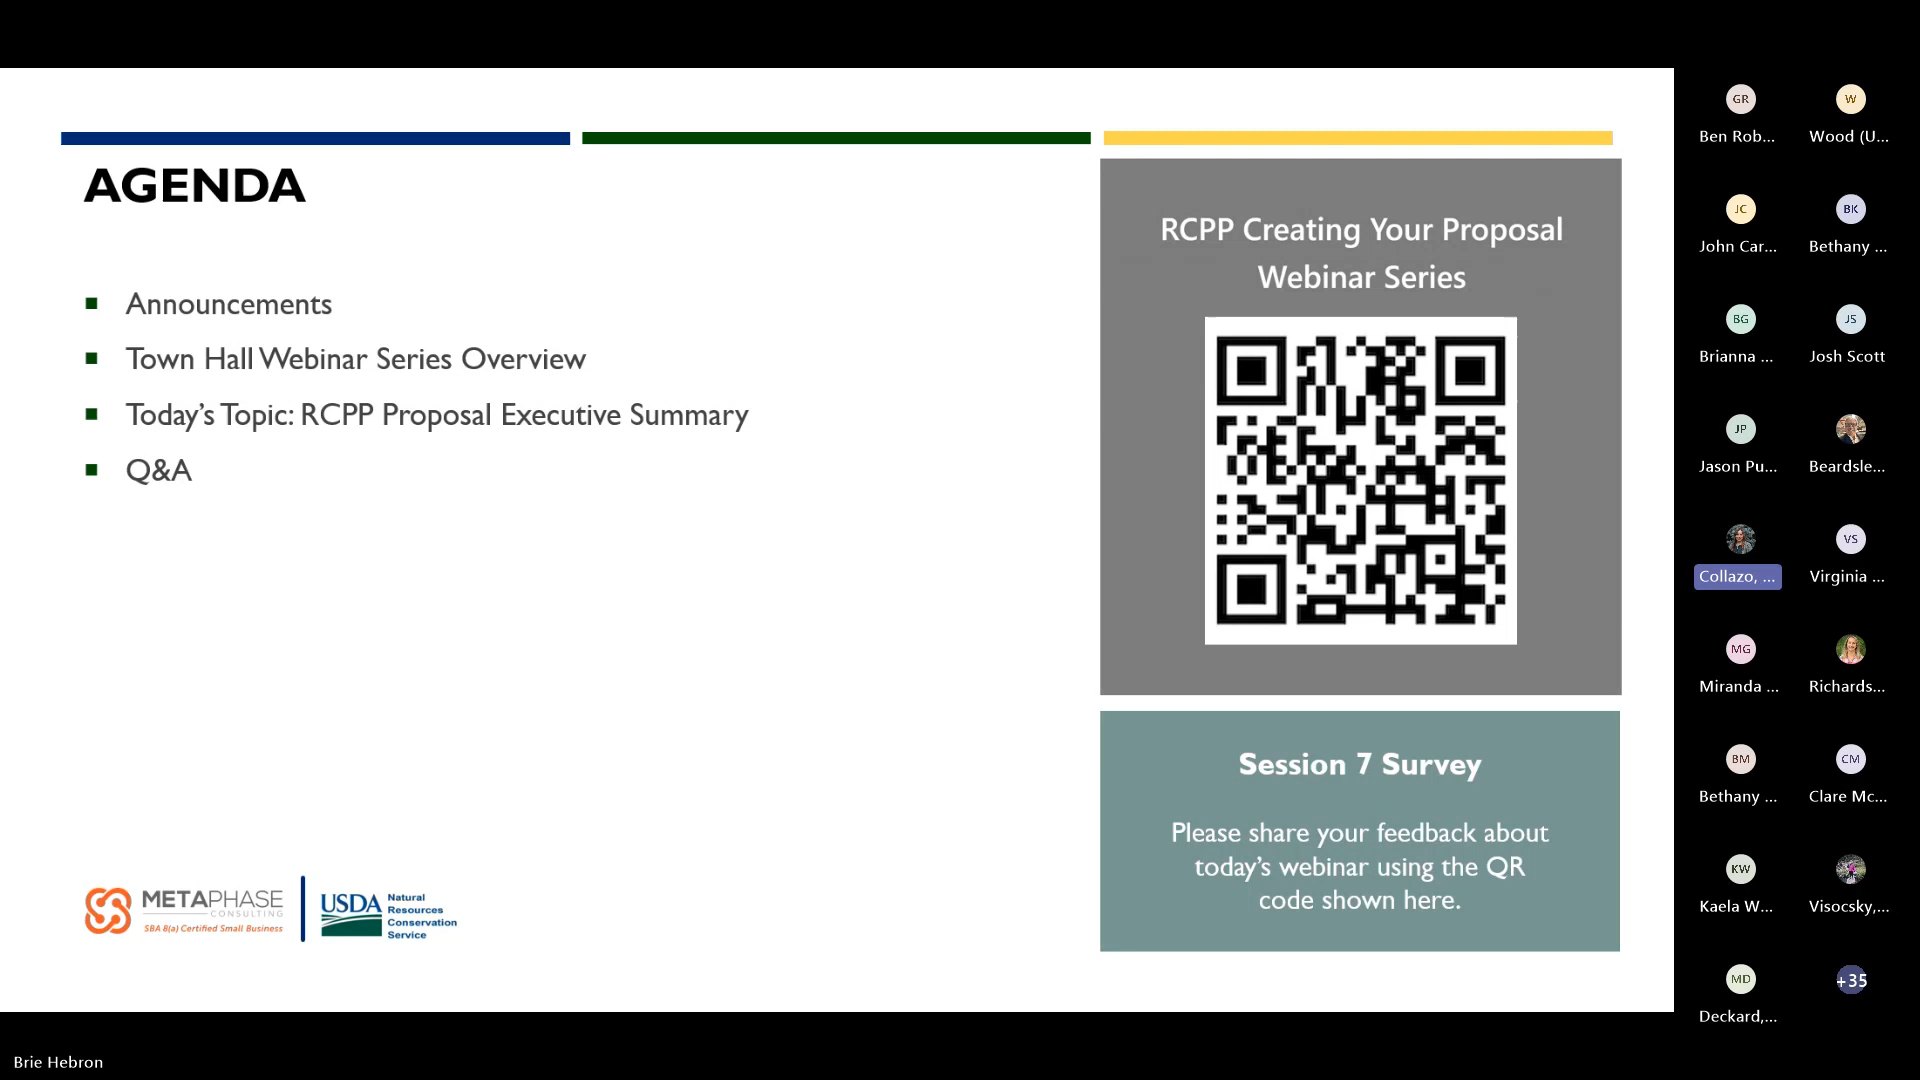 AGENDA
Announcements
Town Hall Webinar Series Overview
Today's Topic: RCPP Proposal Executive Summary
Q&A
RCPP Creating Your Proposal
Webinar Series
Session 7 Survey
Please share your feedback about
today's webinar using the QR
code shown here.
METAPHASE
CONSULTING
SBA 8(a) Certified Small Business
USDA
Natural
Resources
Conservation
Service
GR
W
Ben Rob...
Wood (U...
JC
BK
John Car...
Bethany ...
BG
JS
Brianna ...
Josh Scott
JP
Jason Pu...
Beardsle...
VS
Collazo, ...
Virginia ...
MG
Miranda ...
Richards...
BM
CM
Bethany ...
Clare Mc...
KW
Kaela W...
Visocsky,...
MD
+35
Deckard,...
Brie Hebron